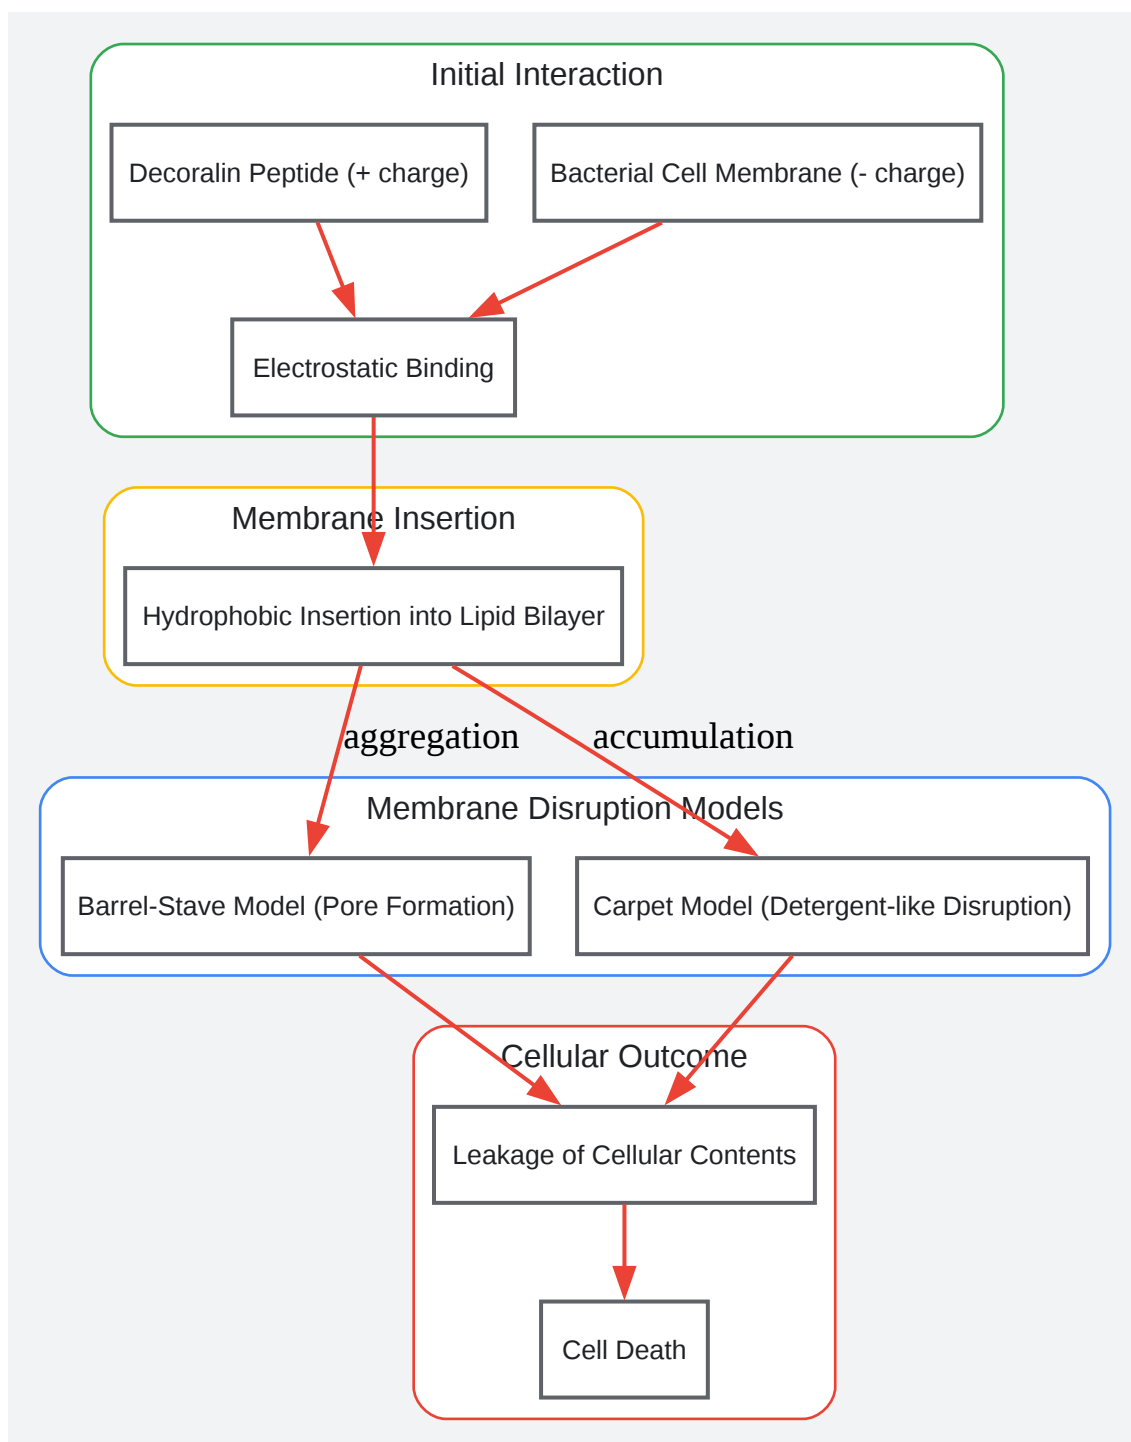 Initial Interaction
Decoralin Peptide (+ charge)
Bacterial Cell Membrane (- charge)
Electrostatic Binding
Membrane Insertion
Hydrophobic Insertion into Lipid Bilayer
aggregation
accumulation
Membrane Disruption Models
Barrel-Stave Model (Pore Formation)
Carpet Model (Detergent-like Disruption)
Cellular Outcome
Leakage of Cellular Contents
Cell Death